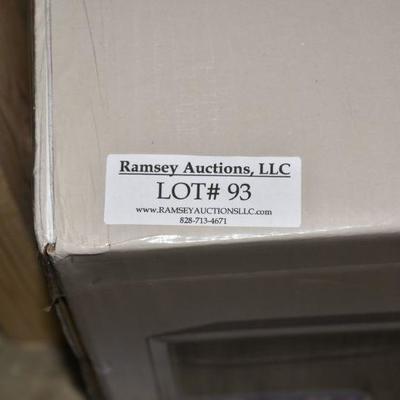 Ramsey Auctions, LLC
LOT# 93
www.RAMSEYAUCTIONSLLC.com
828-713-4671